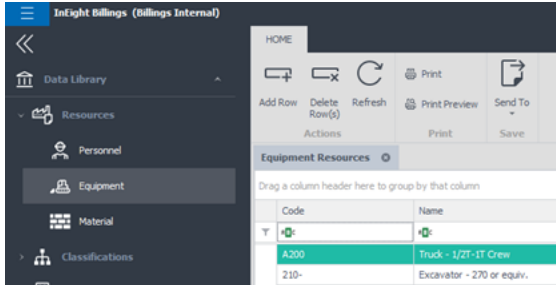 InEight Billings (Billings Internal)
HOME
Data Library
Resources
Personnel
Equipment
Material
Classifications
Add Row
Delete Row(s)
Refresh
Actions
Print
Print Preview
Print
Send To
Save
Equipment Resources
Drag a column header here to group by that column
Code Name
A200 Truck - 1/2T-1T Crew
210- Excavator - 270 or equiv.